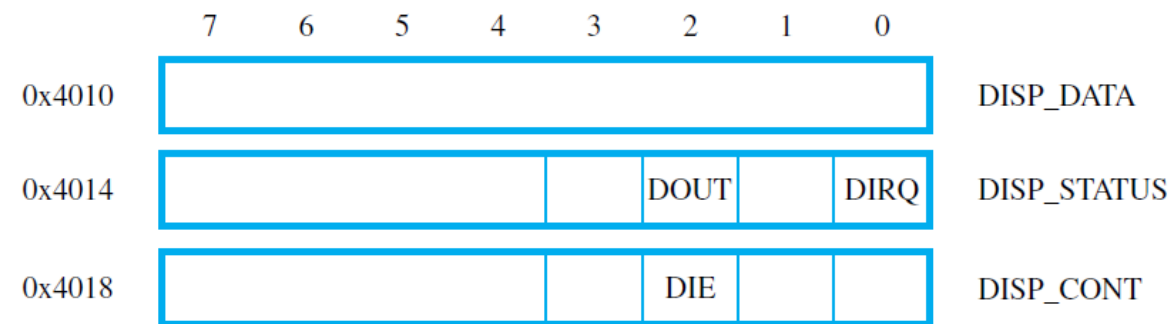 7 6 5 4 3 2 1 0
0x4010 DISP_DATA
0x4014 DOUT DIRQ DISP_STATUS
0x4018 DIE DISP_CONT